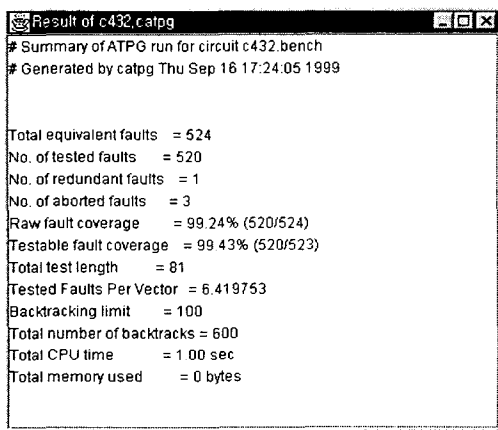 Result of c432,catpg
# Summary of ATPG run for circuit c432.bench
# Generated by catpg Thu Sep 16 17:24:05 1999
Total equivalent faults = 524
No. of tested faults = 520
No. of redundant faults = 1
No. of aborted faults = 3
Raw fault coverage = 99.24% (520/524)
Testable fault coverage = 99.43% (520/523)
Total test length = 81
Tested Faults Per Vector = 6.419753
Backtracking limit = 100
Total number of backtracks = 600
Total CPU time = 1.00 sec
Total memory used = 0 bytes